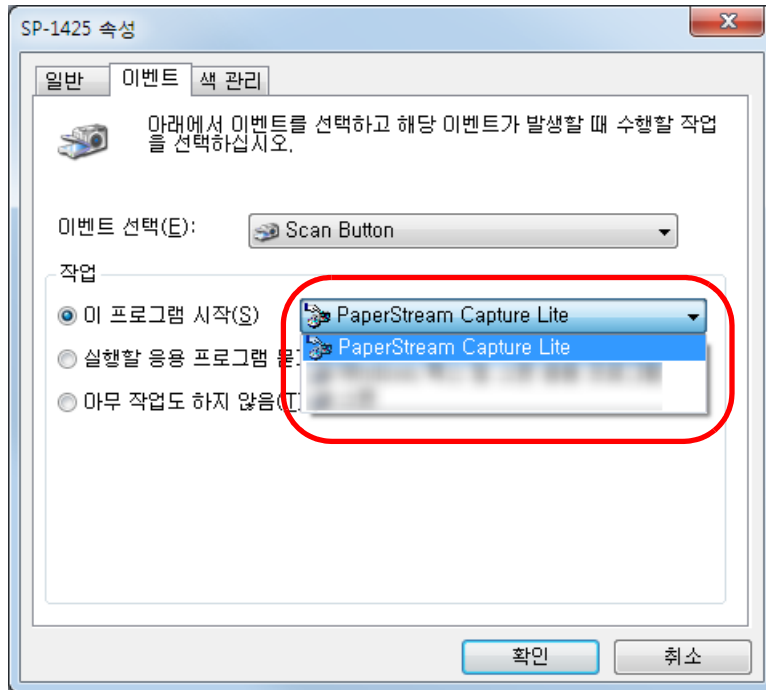 SP-1425 속성
일반 이벤트 색 관리
아래에서 이벤트를 선택하고 해당 이벤트가 발생할 때 수행할 작업
을 선택하십시오.
이벤트 선택(E): Scan Button
작업
이 프로그램 시작(S) PaperStream Capture Lite
PaperStream Capture Lite
실행할 응용 프로그램
아무 작업도 하지 않음(T)
확인 취소